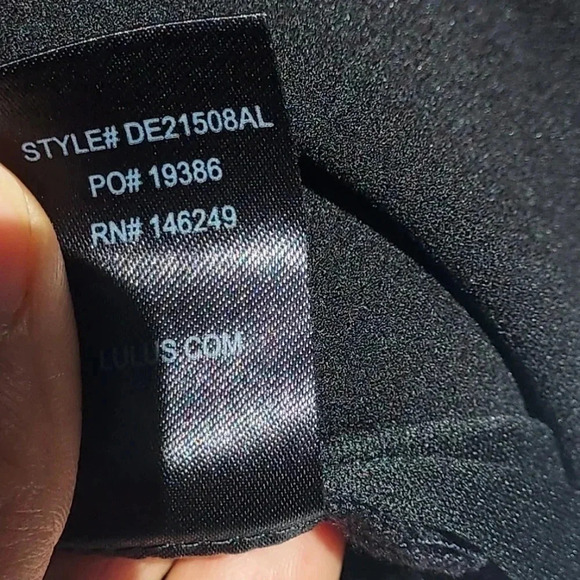 STYLE# DE21508AL
PO# 19386
RN# 146249
LULUS.COM